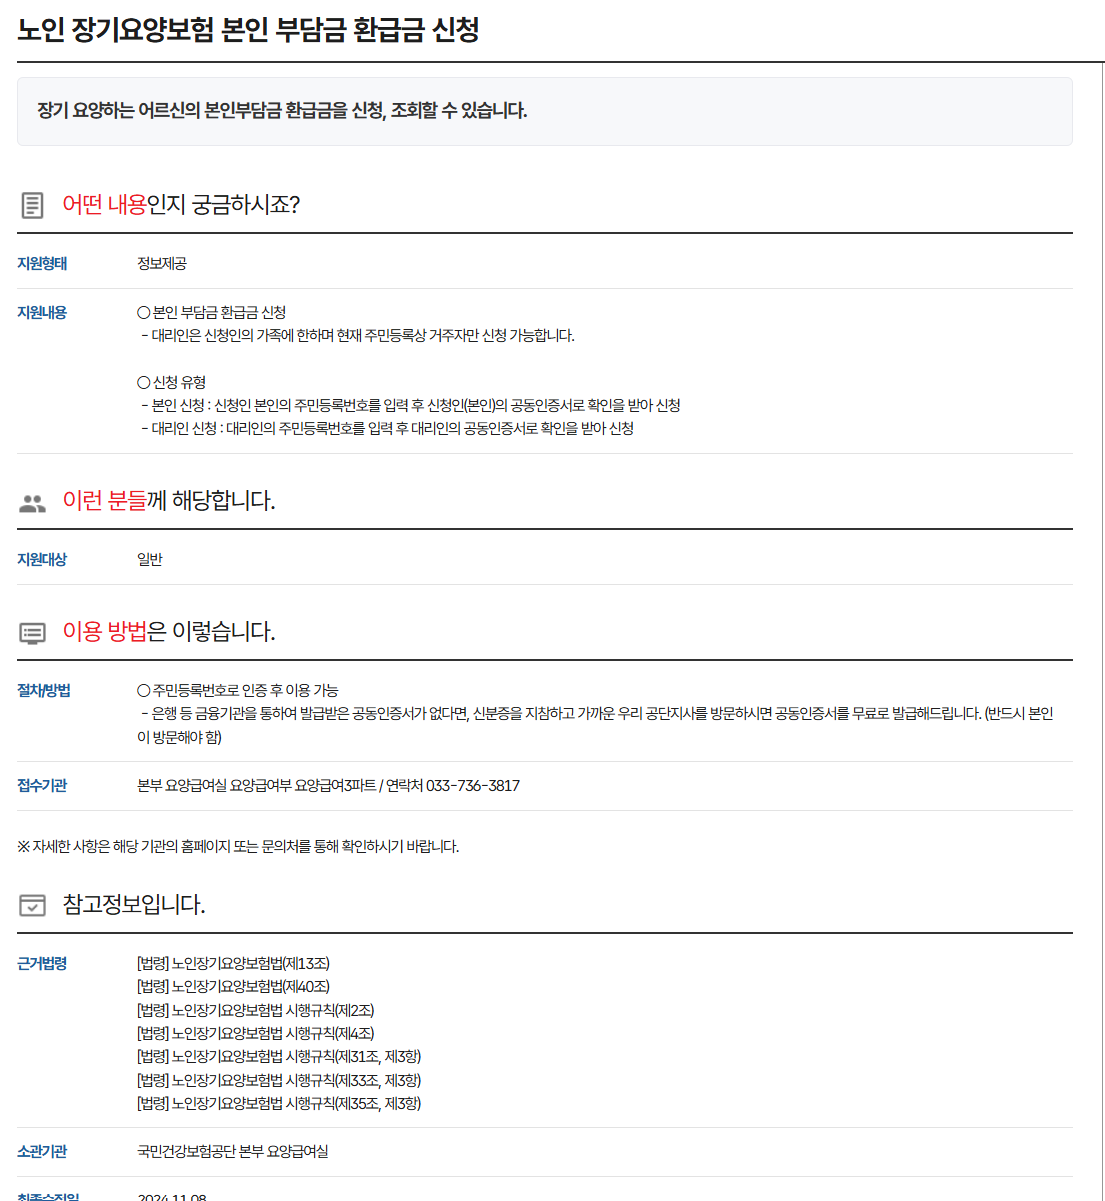 노인 장기요양보험 본인 부담금 환급금 신청
장기 요양하는 어르신의 본인부담금 환급금을 신청, 조회할 수 있습니다.
어떤 내용인지 궁금하시죠?
지원형태 정보제공
지원내용 ○ 본인 부담금 환급금 신청
- 대리인은 신청인의 가족에 한하며 현재 주민등록상 거주자만 신청 가능합니다.
○ 신청 유형
- 본인 신청 : 신청인 본인의 주민등록번호를 입력 후 신청인(본인)의 공동인증서로 확인을 받아 신청
- 대리인 신청 : 대리인의 주민등록번호를 입력 후 대리인의 공동인증서로 확인을 받아 신청
이런 분들께 해당합니다.
지원대상 일반
이용 방법은 이렇습니다.
절차/방법 ○ 주민등록번호로 인증 후 이용 가능
- 은행 등 금융기관을 통하여 발급받은 공동인증서가 없다면, 신분증을 지참하고 가까운 우리 공단지사를 방문하시면 공동인증서를 무료로 발급해드립니다. (반드시 본인
이 방문해야 함)
접수기관 본부 요양급여실 요양급여부 요양급여3파트 / 연락처 033-736-3817
※ 자세한 사항은 해당 기관의 홈페이지 또는 문의처를 통해 확인하시기 바랍니다.
참고정보입니다.
근거법령 [법령] 노인장기요양보험법(제13조)
[법령] 노인장기요양보험법(제40조)
[법령] 노인장기요양보험법 시행규칙(제2조)
[법령] 노인장기요양보험법 시행규칙(제4조)
[법령] 노인장기요양보험법 시행규칙(제31조, 제3항)
[법령] 노인장기요양보험법 시행규칙(제33조, 제3항)
[법령] 노인장기요양보험법 시행규칙(제35조, 제3항)
소관기관 국민건강보험공단 본부 요양급여실
최종수정일 2024.11.08